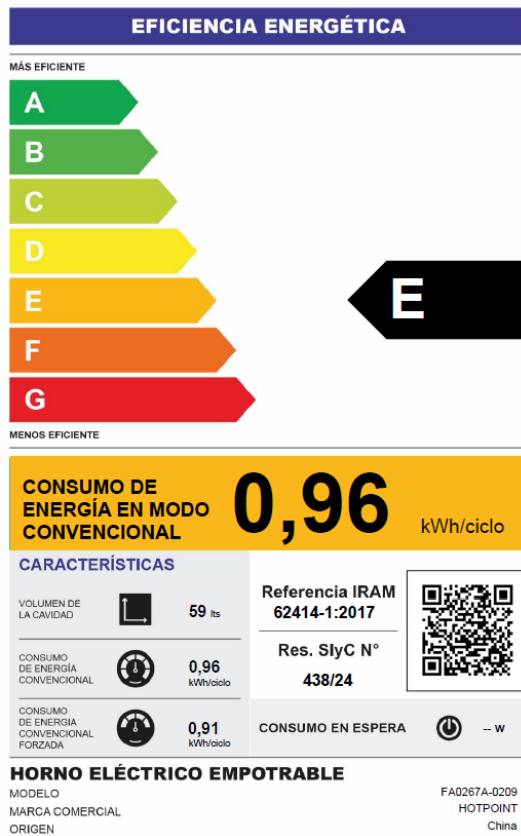 EFICIENCIA ENERGÉTICA
MÁS EFICIENTE
A
B
C
D
E
E
F
G
MENOS EFICIENTE
CONSUMO DE
ENERGÍA EN MODO
CONVENCIONAL
0,96
kWh/ciclo
CARACTERÍSTICAS
VOLUMEN DE
LA CAVIDAD
59 lts
CONSUMO
DE ENERGÍA
CONVENCIONAL
0,96
kWh/ciclo
CONSUMO
DE ENERGIA
CONVENCIONAL
FORZADA
0,91
kWh/ciclo
Referencia IRAM
62414-1:2017
Res. SIyC N°
438/24
CONSUMO EN ESPERA
-- W
HORNO ELÉCTRICO EMPOTRABLE
MODELO FA0267A-0209
MARCA COMERCIAL HOTPOINT
ORIGEN China